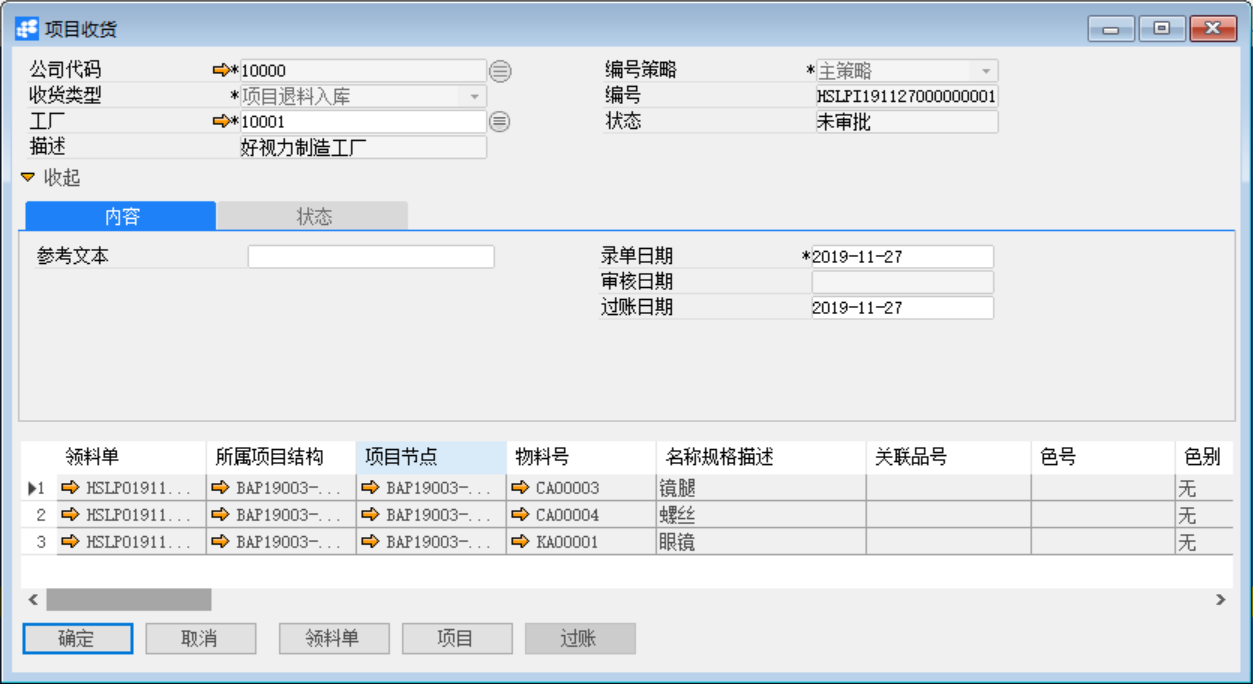 项目收货
公司代码 *10000 编号策略 *主策略
收货类型 *项目退料入库 编号 HSLPI191127000000001
工厂 *10001 状态 未审批
描述 好视力制造工厂
收起
内容 状态
参考文本 录单日期 *2019-11-27
审核日期
过账日期 2019-11-27
领料单 所属项目结构 项目节点 物料号 名称规格描述 关联品号 色号 色别
1 HSLPO1911... BAP19003-... BAP19003-... CA00003 镜腿 无
2 HSLPO1911... BAP19003-... BAP19003-... CA00004 螺丝 无
3 HSLPO1911... BAP19003-... BAP19003-... KA00001 眼镜 无
确定 取消 领料单 项目 过账